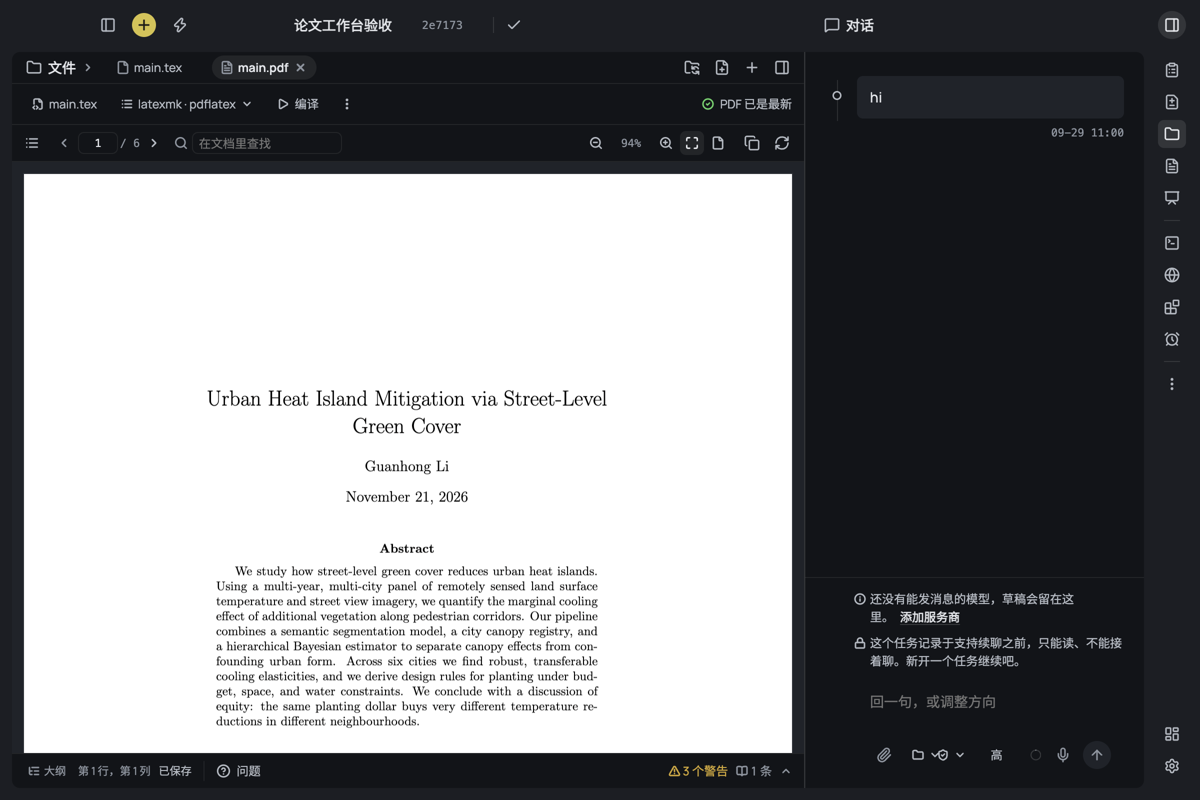 论文工作台验收 2e7173
对话
文件 main.tex main.pdf
main.tex latexmk · pdflatex 编译 PDF 已是最新
1 / 6 在文档里查找 94%
Urban Heat Island Mitigation via Street-Level
Green Cover
Guanhong Li
November 21, 2026
Abstract
We study how street-level green cover reduces urban heat islands.
Using a multi-year, multi-city panel of remotely sensed land surface
temperature and street view imagery, we quantify the marginal cooling
effect of additional vegetation along pedestrian corridors. Our pipeline
combines a semantic segmentation model, a city canopy registry, and
a hierarchical Bayesian estimator to separate canopy effects from con-
founding urban form. Across six cities we find robust, transferable
cooling elasticities, and we derive design rules for planting under bud-
get, space, and water constraints. We conclude with a discussion of
equity: the same planting dollar buys very different temperature re-
ductions in different neighbourhoods.
大纲 第1行，第1列 已保存 问题 3 个警告 1 条
hi
09-29 11:00
还没有能发消息的模型，草稿会留在这
里。 添加服务商
这个任务记录于支持续聊之前，只能读、不能接
着聊。新开一个任务继续吧。
回一句，或调整方向
高